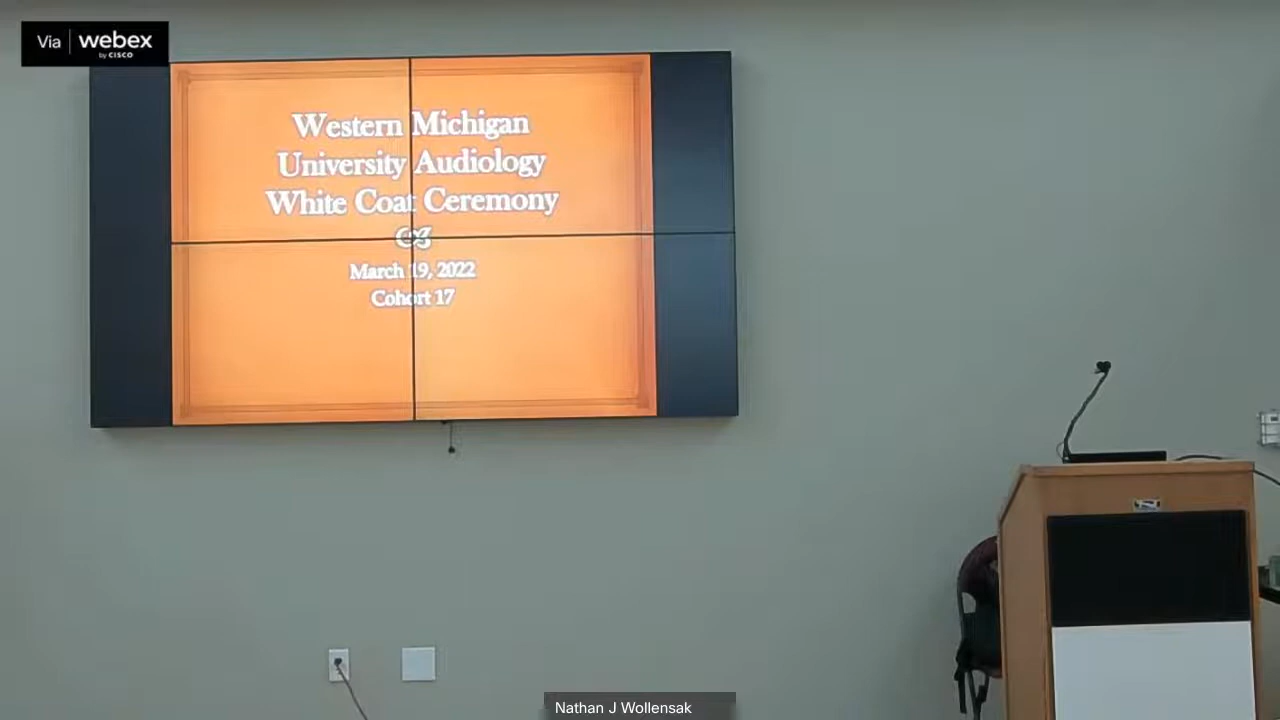 Via webex
by CISCO
Western Michigan
University Audiology
White Coat Ceremony
March 19, 2022
Cohort 17
Nathan J Wollensak